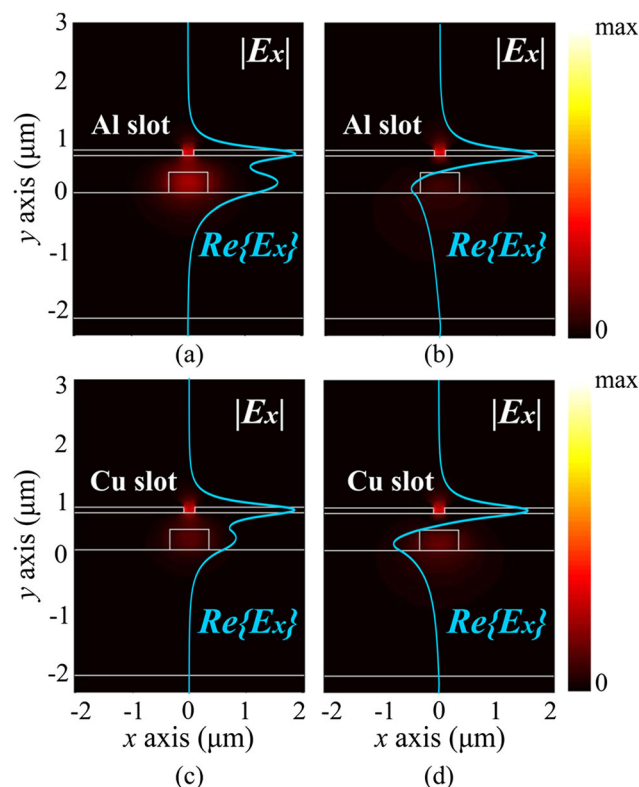 3
2
1
0
-1
-2
y axis (μm)
|Ex|
Al slot
Re{Ex}
(a)
|Ex|
Al slot
Re{Ex}
(b)
max
0
3
2
1
0
-1
-2
y axis (μm)
|Ex|
Cu slot
Re{Ex}
-2 -1 0 1 2
x axis (μm)
(c)
|Ex|
Cu slot
Re{Ex}
-2 -1 0 1 2
x axis (μm)
(d)
max
0